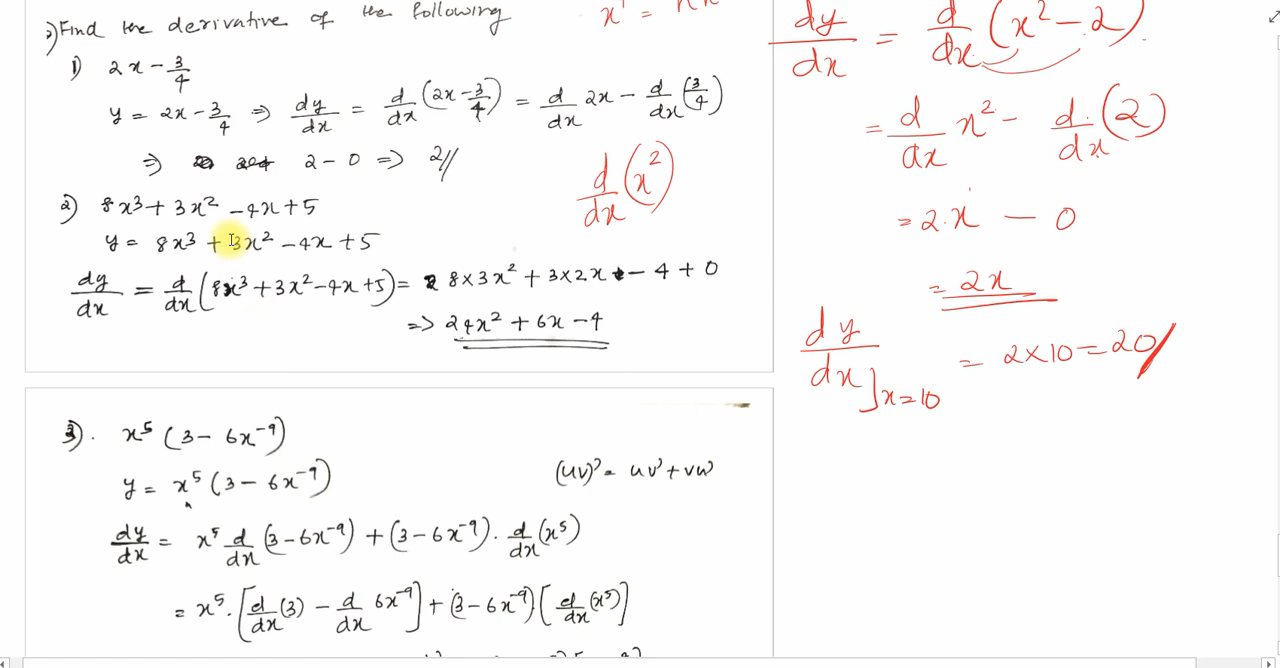 2) Find the derivative of the following
1) 2x - 3/4
y = 2x - 3/4 => dy/dx = d/dx (2x - 3/4) = d/dx 2x - d/dx (3/4)
=> 2 - 0 => 2//
2) 8x³ + 3x² - 4x + 5
y = 8x³ + 3x² - 4x + 5
dy/dx = d/dx (8x³ + 3x² - 4x + 5) = 8×3x² + 3×2x - 4 + 0
=> 24x² + 6x - 4
3). x⁵ (3 - 6x⁻⁹)
y = x⁵ (3 - 6x⁻⁹) (uv)' = uv' + vu'
dy/dx = x⁵ d/dx (3 - 6x⁻⁹) + (3 - 6x⁻⁹) . d/dx (x⁵)
= x⁵ . [d/dx (3) - d/dx 6x⁻⁹] + (3 - 6x⁻⁹) [d/dx (x⁵)]
d/dx (x²)
dy/dx = d/dx (x² - 2)
= d/dx x² - d/dx (2)
= 2x - 0
= 2x
dy/dx]x=10 = 2×10 = 20//